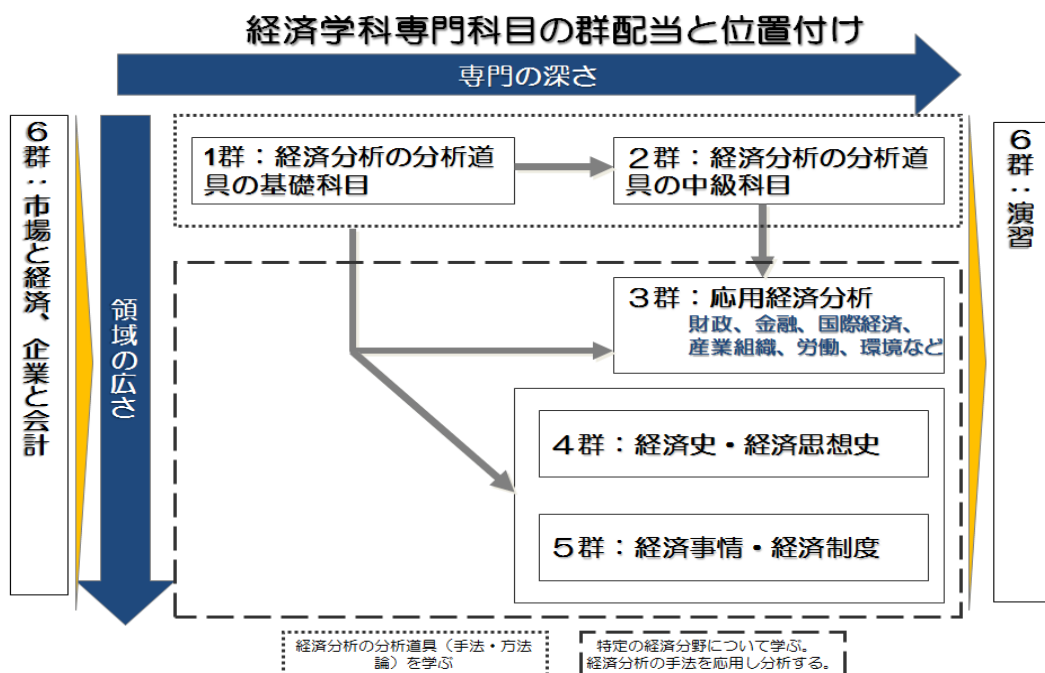 経済学科専門科目の群配当と位置付け
専門の深さ
6群:市場と経済、企業と会計
領域の広さ
1群:経済分析の分析道
具の基礎科目
2群:経済分析の分析道
具の中級科目
3群:応用経済分析
財政、金融、国際経済、
産業組織、労働、環境など
4群:経済史・経済思想史
5群:経済事情・経済制度
6群:演習
経済分析の分析道具(手法・方法
論)を学ぶ
特定の経済分野について学ぶ。
経済分析の手法を応用し分析する。